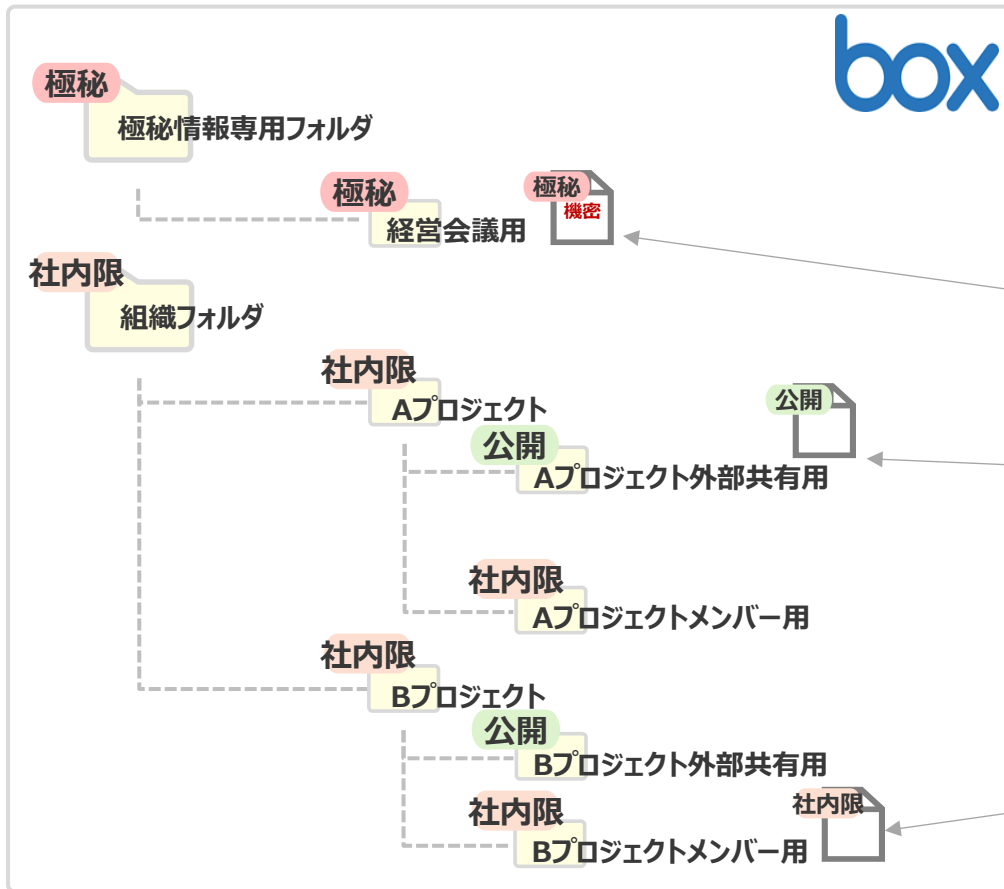 box
極秘
極秘情報専用フォルダ
極秘
経営会議用
極秘
機密
社内限
組織フォルダ
社内限
Aプロジェクト
公開
公開
Aプロジェクト外部共有用
社内限
Aプロジェクトメンバー用
社内限
Bプロジェクト
公開
Bプロジェクト外部共有用
社内限
Bプロジェクトメンバー用
社内限